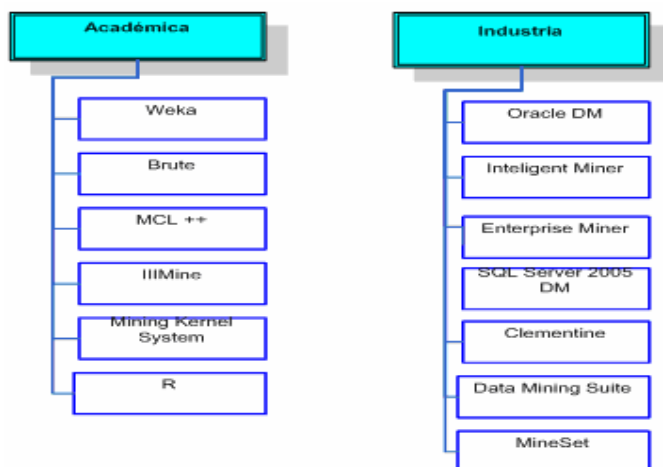 Académica
Weka
Brute
MCL ++
IIIMine
Mining Kernel
System
R
Industria
Oracle DM
Inteligent Miner
Enterprise Miner
SQL Server 2005
DM
Clementine
Data Mining Suite
MineSet